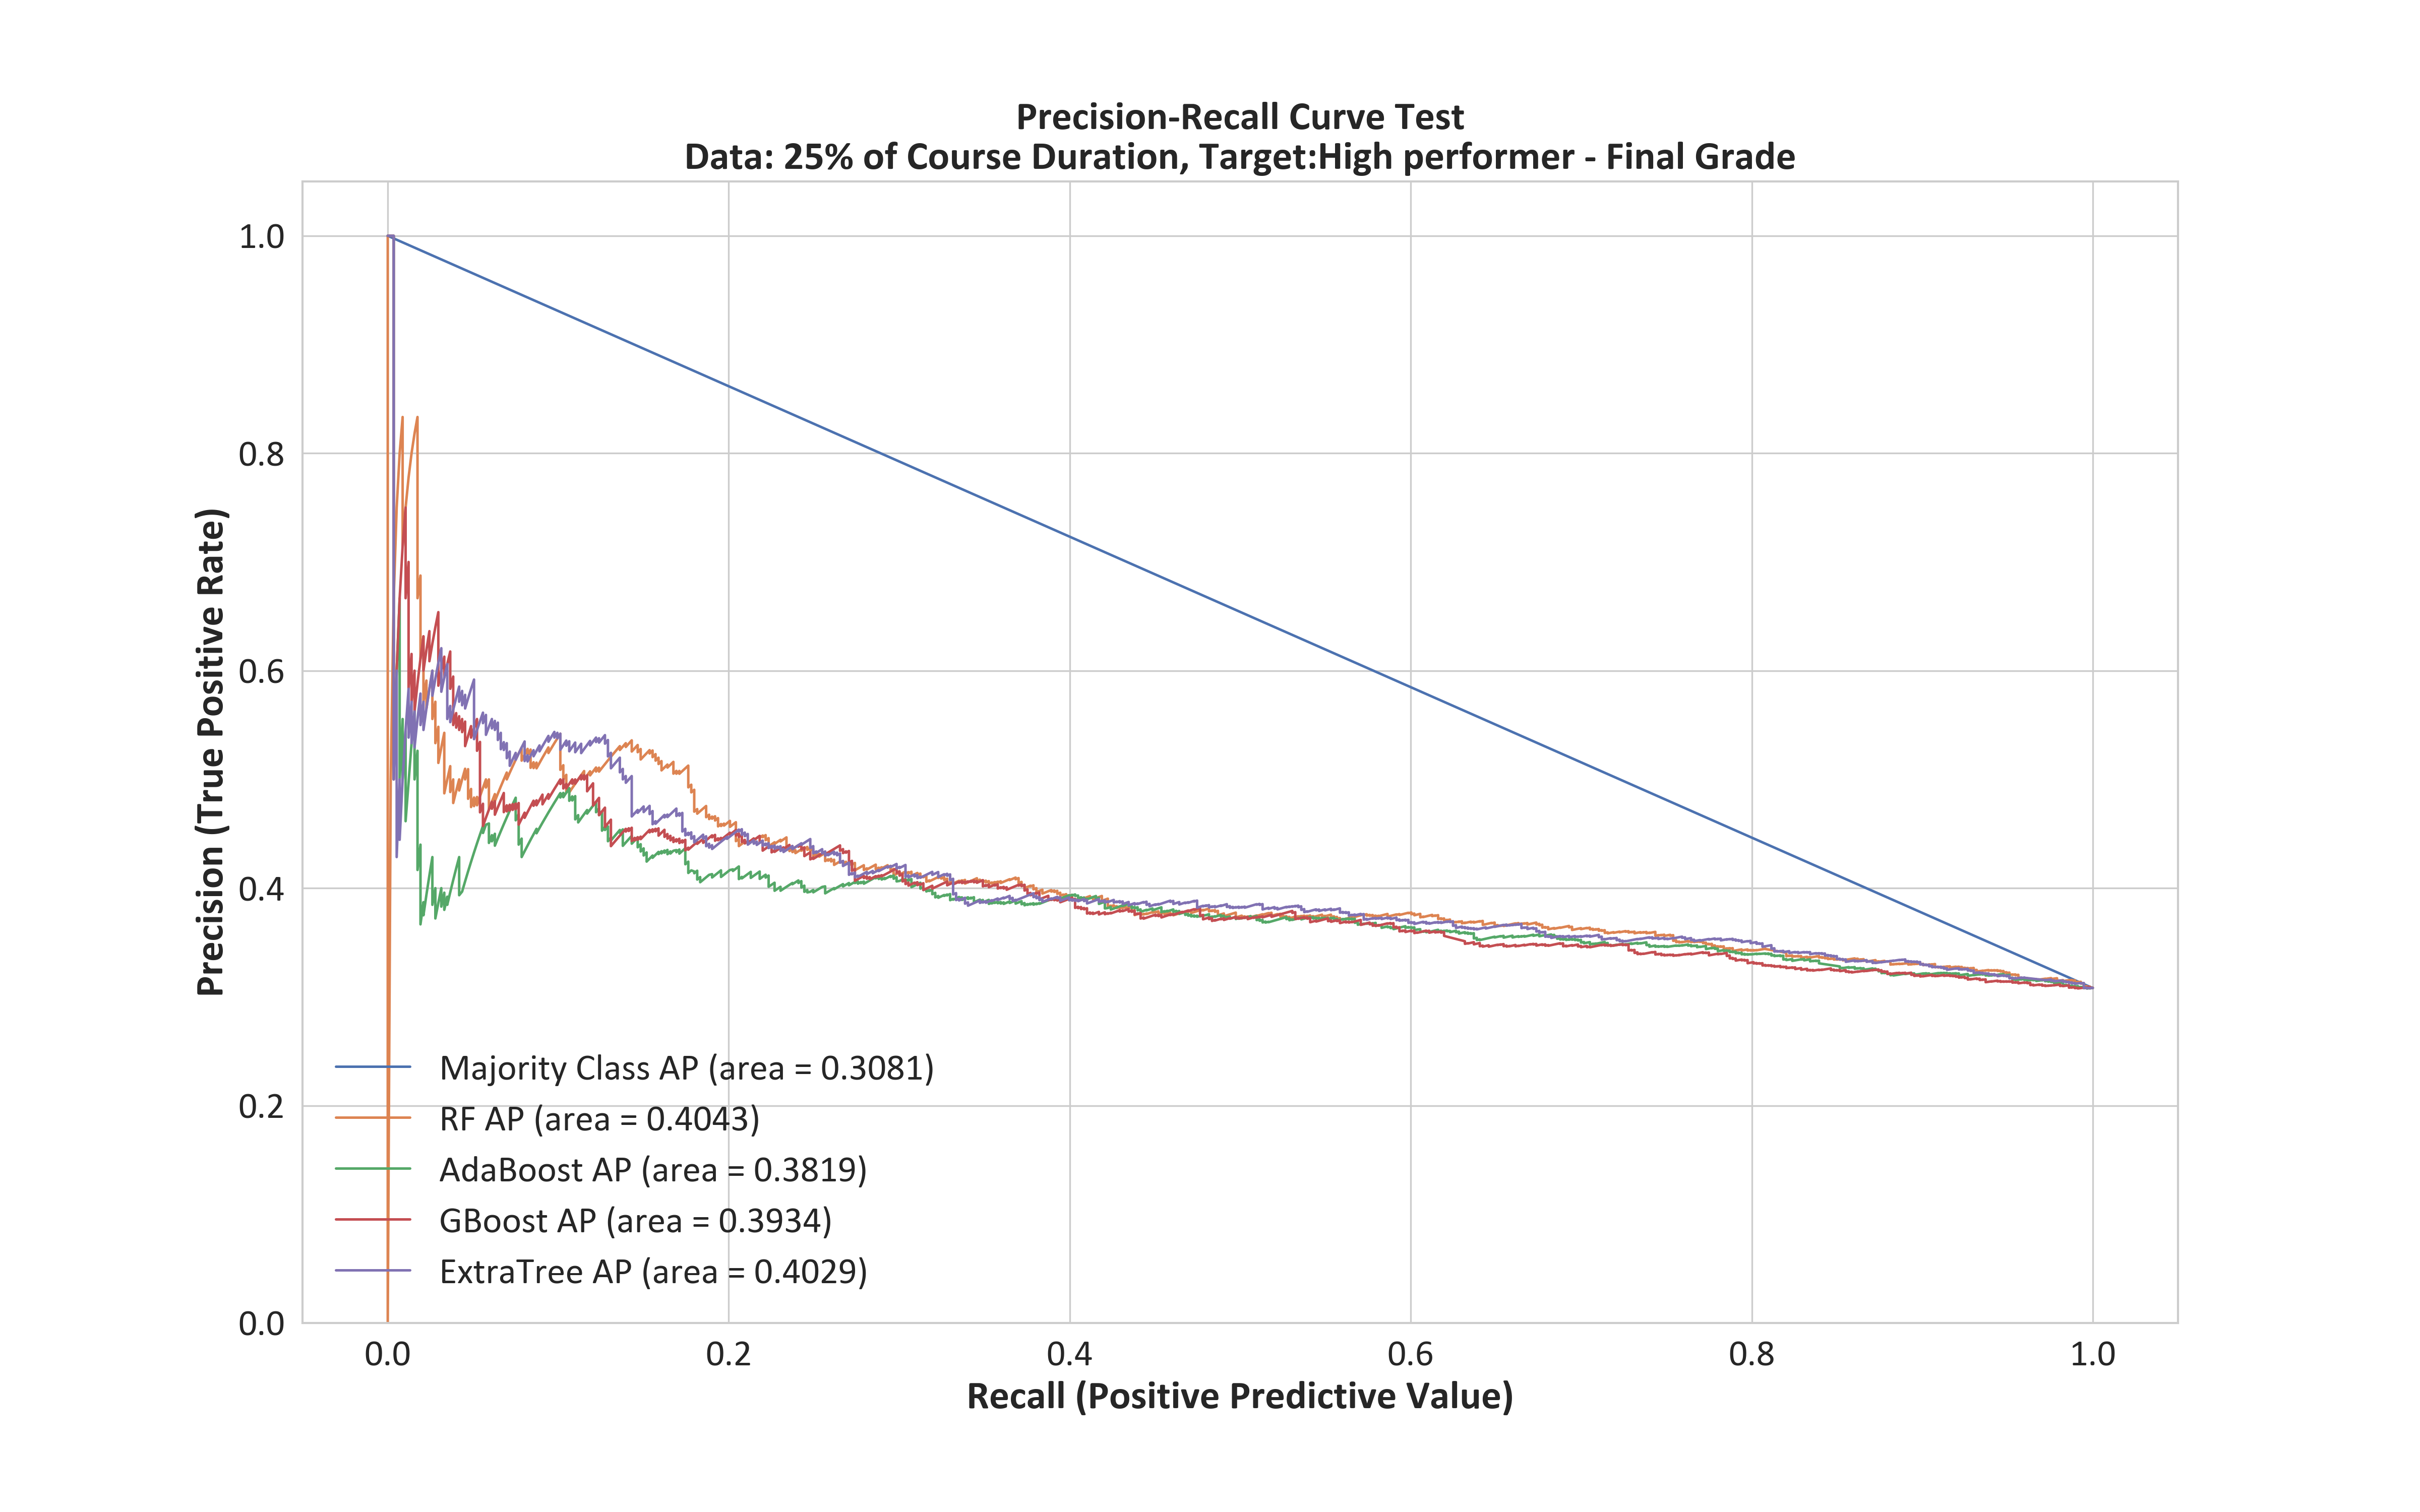 Precision-Recall Curve Test
Data: 25% of Course Duration, Target:High performer - Final Grade
Precision (True Positive Rate)
1.0
0.8
0.6
0.4
0.2
0.0
Majority Class AP (area = 0.3081)
RF AP (area = 0.4043)
AdaBoost AP (area = 0.3819)
GBoost AP (area = 0.3934)
ExtraTree AP (area = 0.4029)
0.0 0.2 0.4 0.6 0.8 1.0
Recall (Positive Predictive Value)